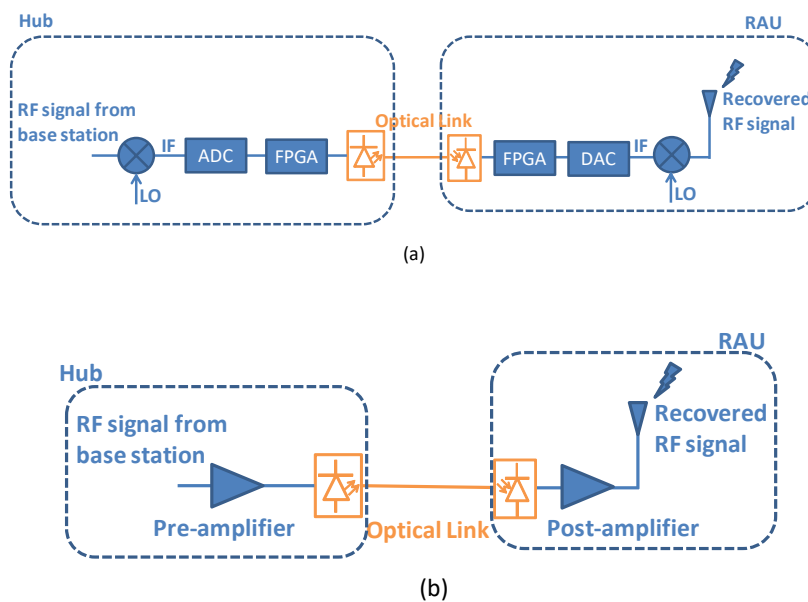 Hub
RAU
RF signal from
base station
IF
ADC
FPGA
LO
Optical Link
FPGA
DAC
IF
LO
Recovered
RF signal
(a)
Hub
RAU
RF signal from
base station
Pre-amplifier
Optical Link
Post-amplifier
Recovered
RF signal
(b)